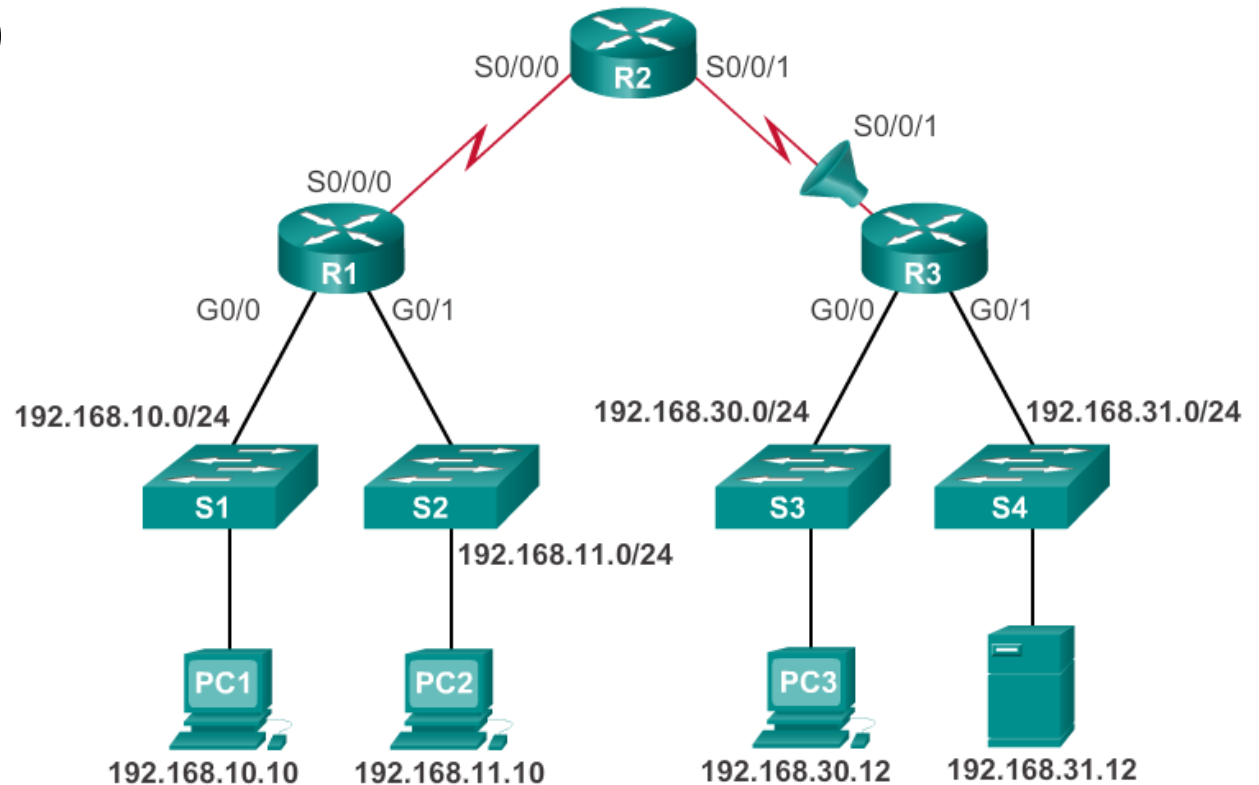 )
R2
S0/0/0
S0/0/1
S0/0/1
S0/0/0
R1
R3
G0/0
G0/1
G0/0
G0/1
192.168.10.0/24
192.168.30.0/24
192.168.31.0/24
S1
S2
S3
S4
192.168.11.0/24
PC1
PC2
PC3
192.168.10.10
192.168.11.10
192.168.30.12
192.168.31.12